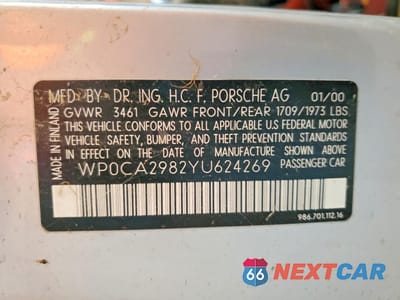 MFD. BY- DR. ING. H.C. F. PORSCHE AG 01/00
MADE IN FINLAND
GVWR 3461 GAWR FRONT/REAR 1709/1973 LBS
THIS VEHICLE CONFORMS TO ALL APPLICABLE U.S. FEDERAL MOTOR
VEHICLE SAFETY, BUMPER, AND THEFT PREVENTION STANDARDS
IN EFFECT ON THE DATE OF MANUFACTURE SHOWN ABOVE.
WP0CA2982YU624269 PASSENGER CAR
986.701.112.16
66 NEXTCAR